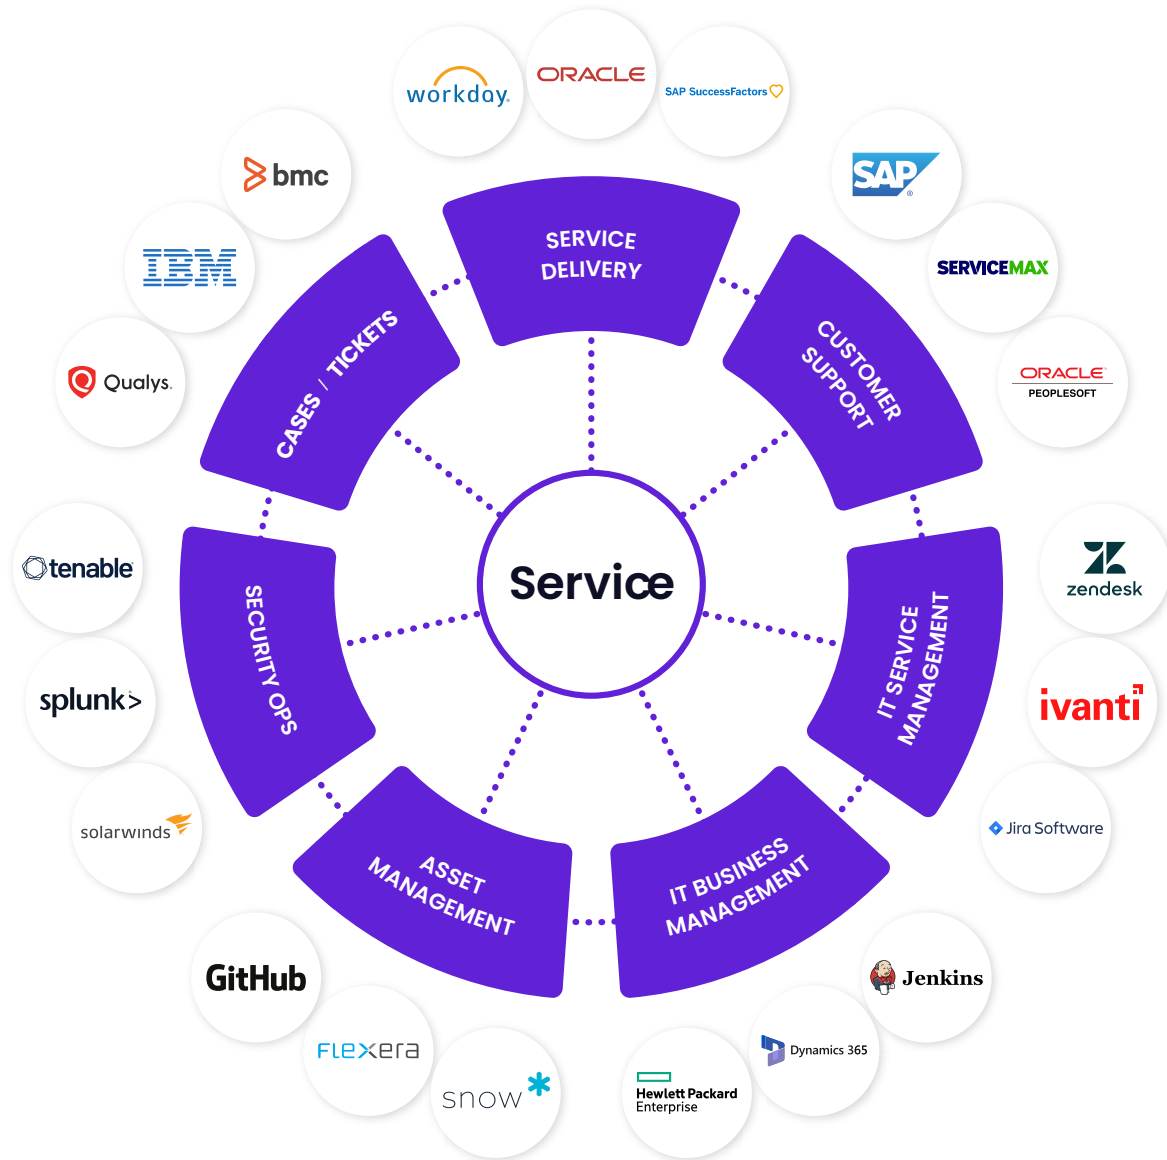 workday.
ORACLE
SAP SuccessFactors
SAP
®
SERVICEMAX
ORACLE
PEOPLESOFT
zendesk
ivanti
Jira Software
Jenkins
Dynamics 365
Hewlett Packard
Enterprise
snow
FLEXera
GitHub
solarwinds
splunk>
tenable
Qualys.
IBM
bmc
SERVICE
DELIVERY
CUSTOMER
SUPPORT
IT SERVICE
MANAGEMENT
IT BUSINESS
MANAGEMENT
ASSET
MANAGEMENT
SECURITY OPS
CASES / TICKETS
Service